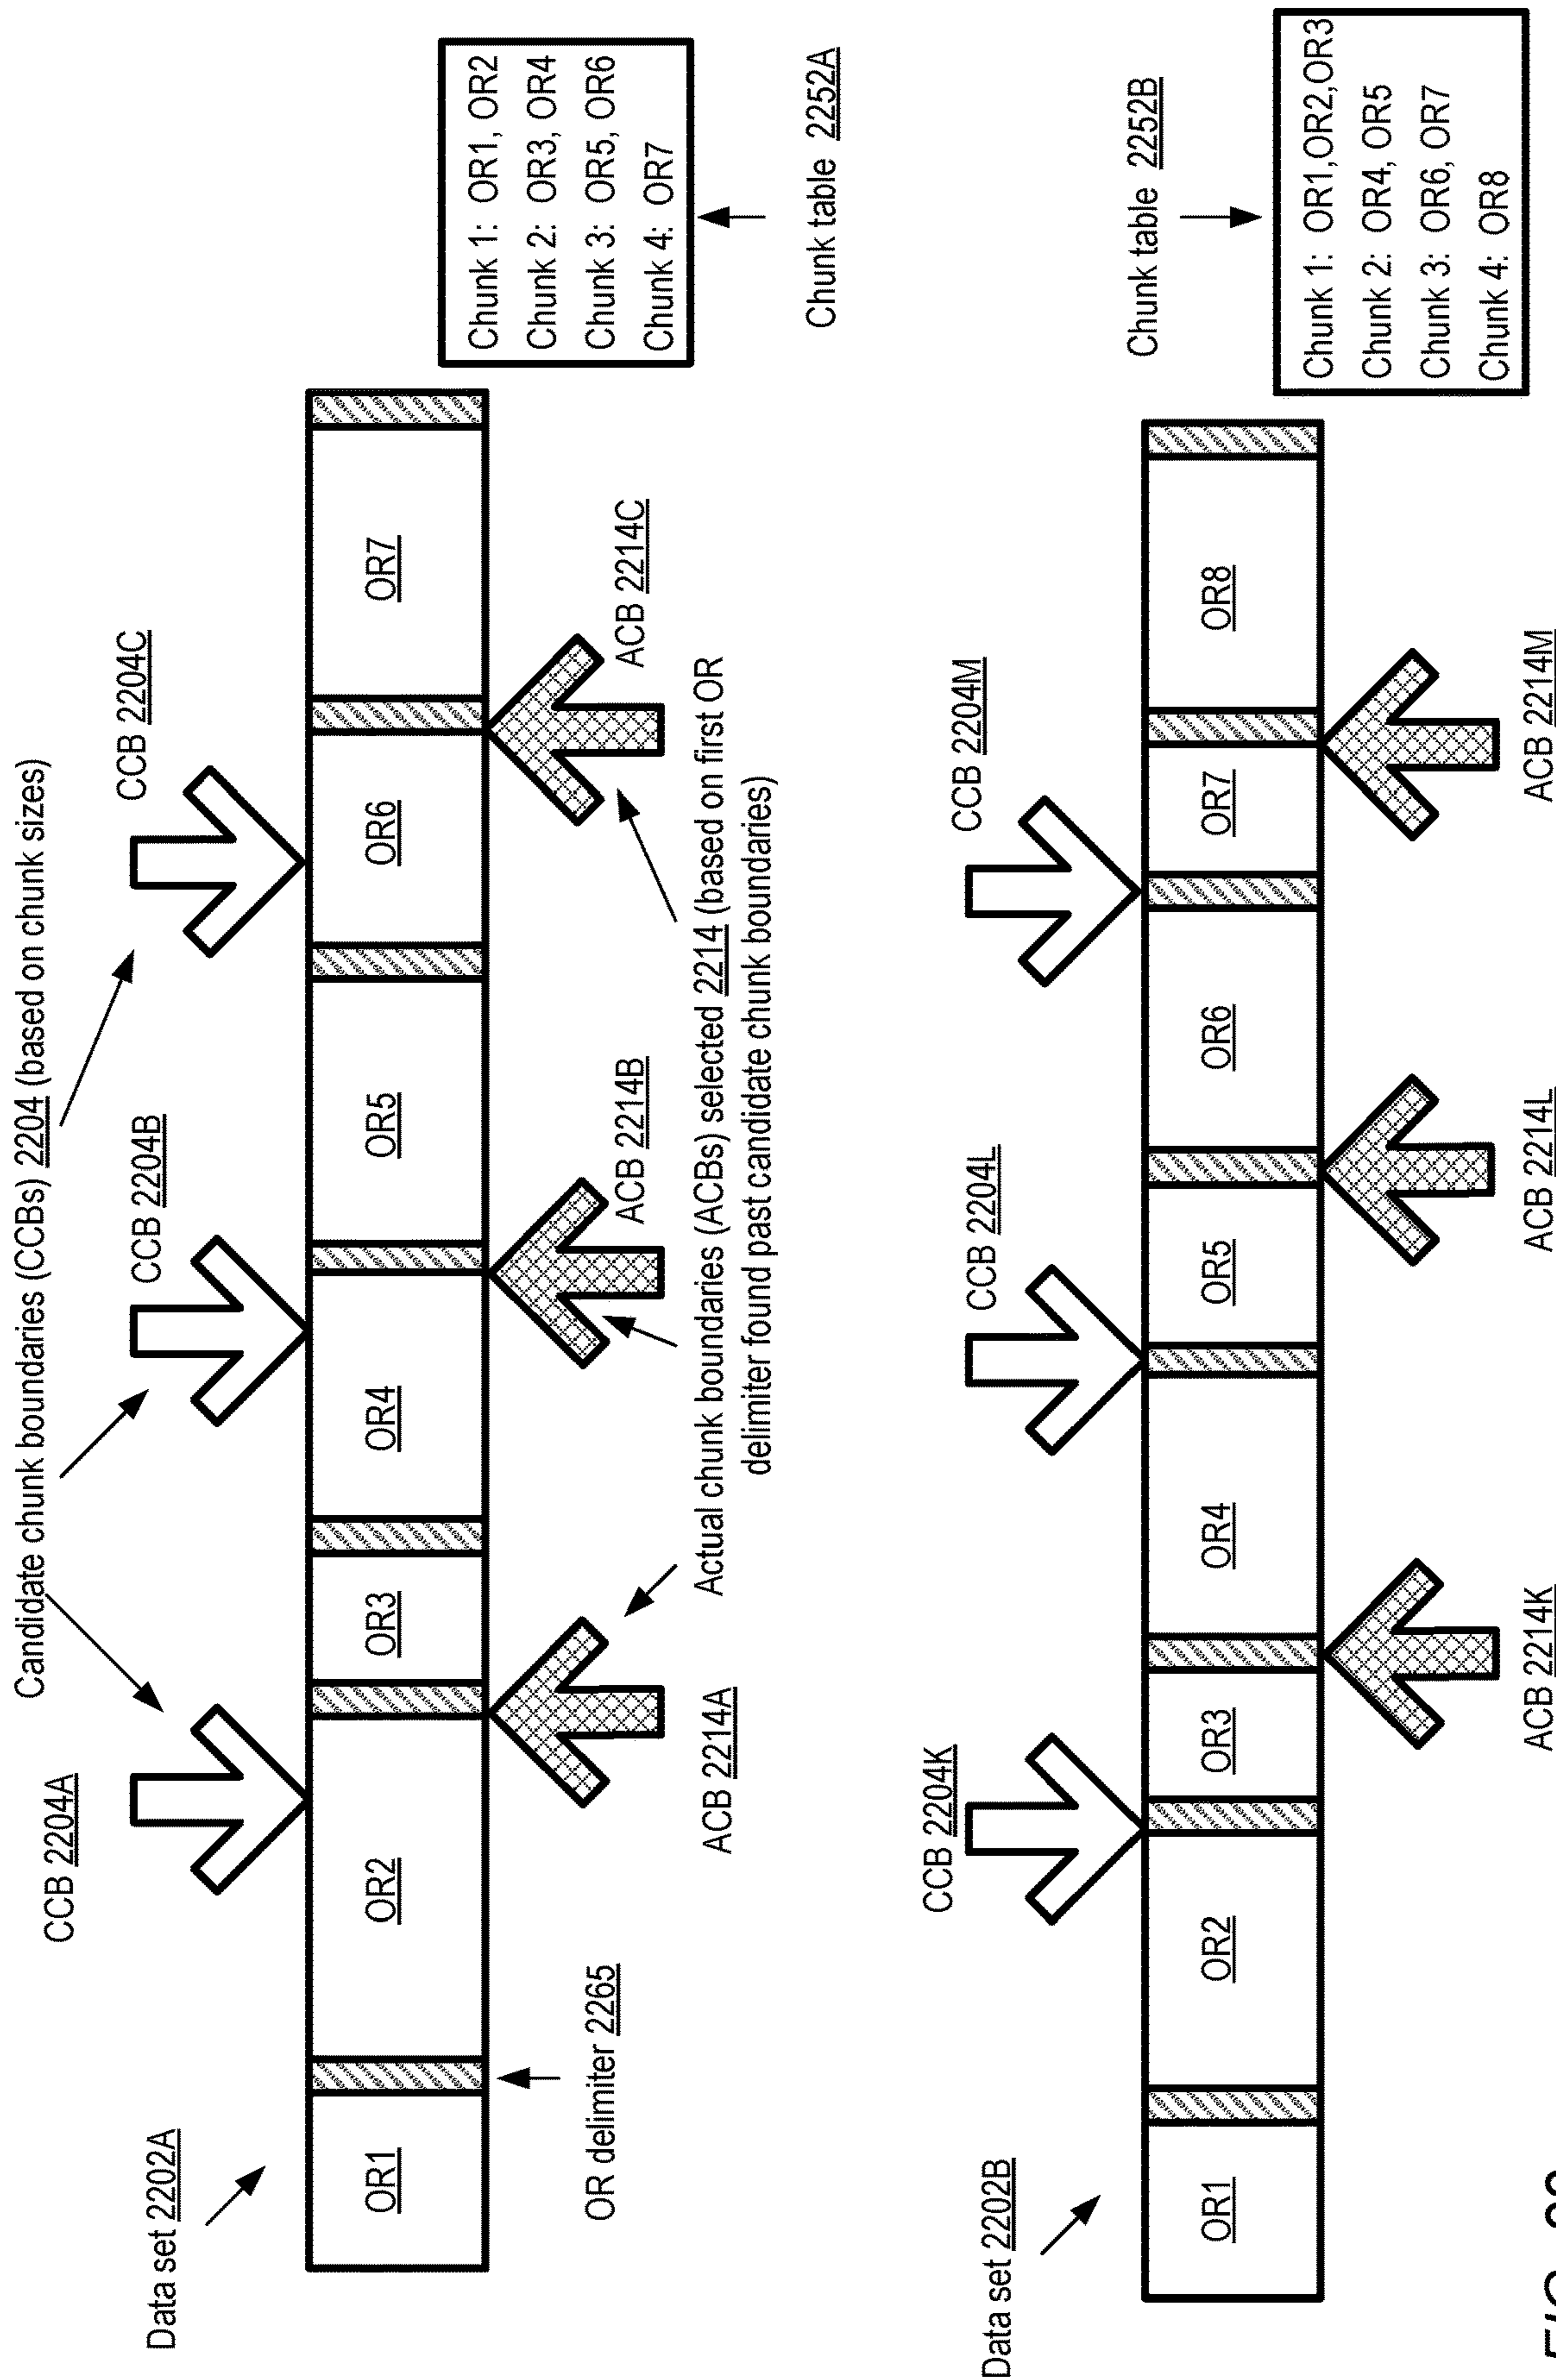 Candidate chunk boundaries (CCBs) 2204 (based on chunk sizes)
CCB 2204A
CCB 2204B
CCB 2204C
Data set 2202A
OR1
OR2
OR3
OR4
OR5
OR6
OR7
Chunk 1: OR1, OR2
Chunk 2: OR3, OR4
Chunk 3: OR5, OR6
Chunk 4: OR7
Chunk table 2252A
OR delimiter 2265
ACB 2214A
ACB 2214B
ACB 2214C
Actual chunk boundaries (ACBs) selected 2214 (based on first OR
delimiter found past candidate chunk boundaries)
CCB 2204K
CCB 2204L
CCB 2204M
Data set 2202B
OR1
OR2
OR3
OR4
OR5
OR6
OR7
OR8
Chunk table 2252B
Chunk 1: OR1,OR2,OR3
Chunk 2: OR4, OR5
Chunk 3: OR6, OR7
Chunk 4: OR8
ACB 2214K
ACB 2214L
ACB 2214M
FIG.